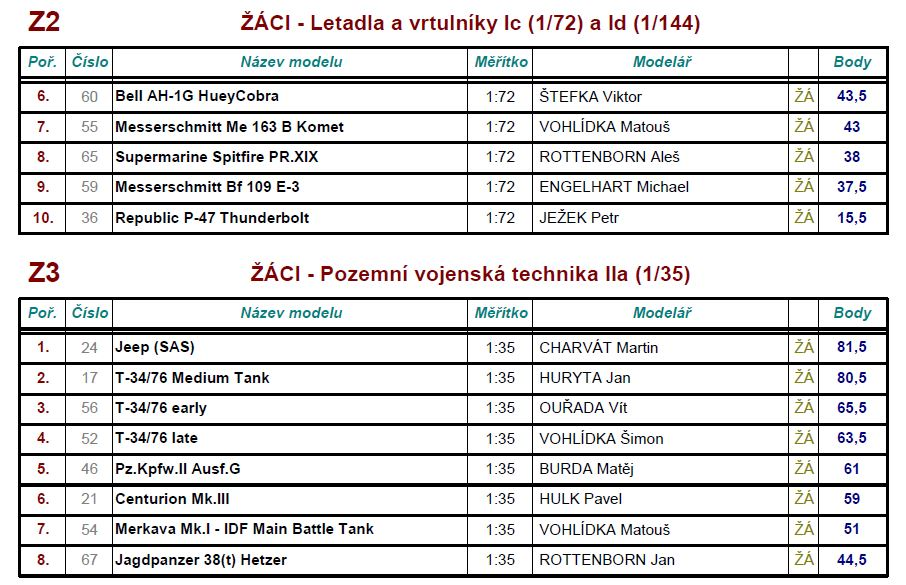 Z2 ŽÁCI - Letadla a vrtulníky Ic (1/72) a Id (1/144)
Poř. Číslo Název modelu Měřítko Modelář Body
6. 60 Bell AH-1G HueyCobra 1:72 ŠTEFKA Viktor ŽÁ 43,5
7. 55 Messerschmitt Me 163 B Komet 1:72 VOHLÍDKA Matouš ŽÁ 43
8. 65 Supermarine Spitfire PR.XIX 1:72 ROTTENBORN Aleš ŽÁ 38
9. 59 Messerschmitt Bf 109 E-3 1:72 ENGELHART Michael ŽÁ 37,5
10. 36 Republic P-47 Thunderbolt 1:72 JEŽEK Petr ŽÁ 15,5
Z3 ŽÁCI - Pozemní vojenská technika IIa (1/35)
Poř. Číslo Název modelu Měřítko Modelář Body
1. 24 Jeep (SAS) 1:35 CHARVÁT Martin ŽÁ 81,5
2. 17 T-34/76 Medium Tank 1:35 HURYTA Jan ŽÁ 80,5
3. 56 T-34/76 early 1:35 OUŘADA Vít ŽÁ 65,5
4. 52 T-34/76 late 1:35 VOHLÍDKA Šimon ŽÁ 63,5
5. 46 Pz.Kpfw.II Ausf.G 1:35 BURDA Matěj ŽÁ 61
6. 21 Centurion Mk.III 1:35 HULK Pavel ŽÁ 59
7. 54 Merkava Mk.I - IDF Main Battle Tank 1:35 VOHLÍDKA Matouš ŽÁ 51
8. 67 Jagdpanzer 38(t) Hetzer 1:35 ROTTENBORN Jan ŽÁ 44,5